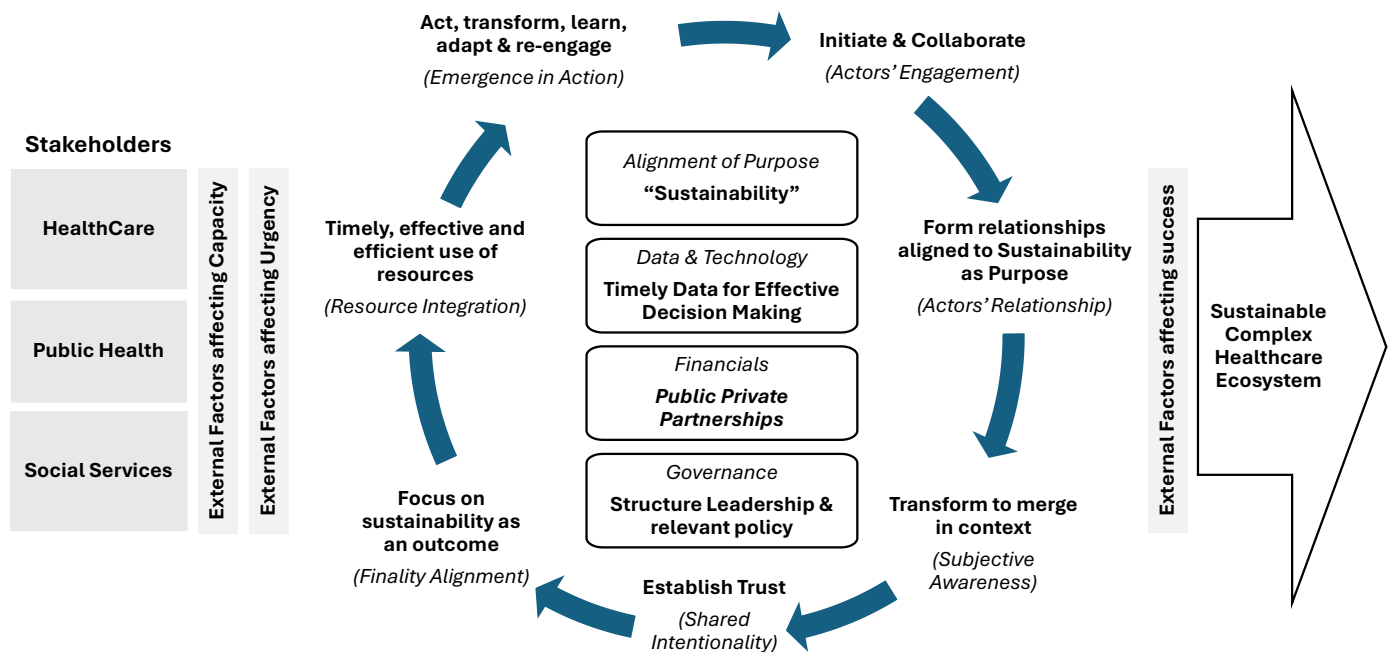 Stakeholders
HealthCare
Public Health
Social Services
External Factors affecting Capacity
External Factors affecting Urgency
Act, transform, learn,
adapt & re-engage
(Emergence in Action)
Initiate & Collaborate
(Actors’ Engagement)
Form relationships
aligned to Sustainability
as Purpose
(Actors’ Relationship)
Transform to merge
in context
(Subjective
Awareness)
Establish Trust
(Shared
Intentionality)
Focus on
sustainability as
an outcome
(Finality Alignment)
Timely, effective and
efficient use of
resources
(Resource Integration)
Alignment of Purpose
“Sustainability”
Data & Technology
Timely Data for Effective
Decision Making
Financials
Public Private
Partnerships
Governance
Structure Leadership &
relevant policy
External Factors affecting success
Sustainable
Complex
Healthcare
Ecosystem